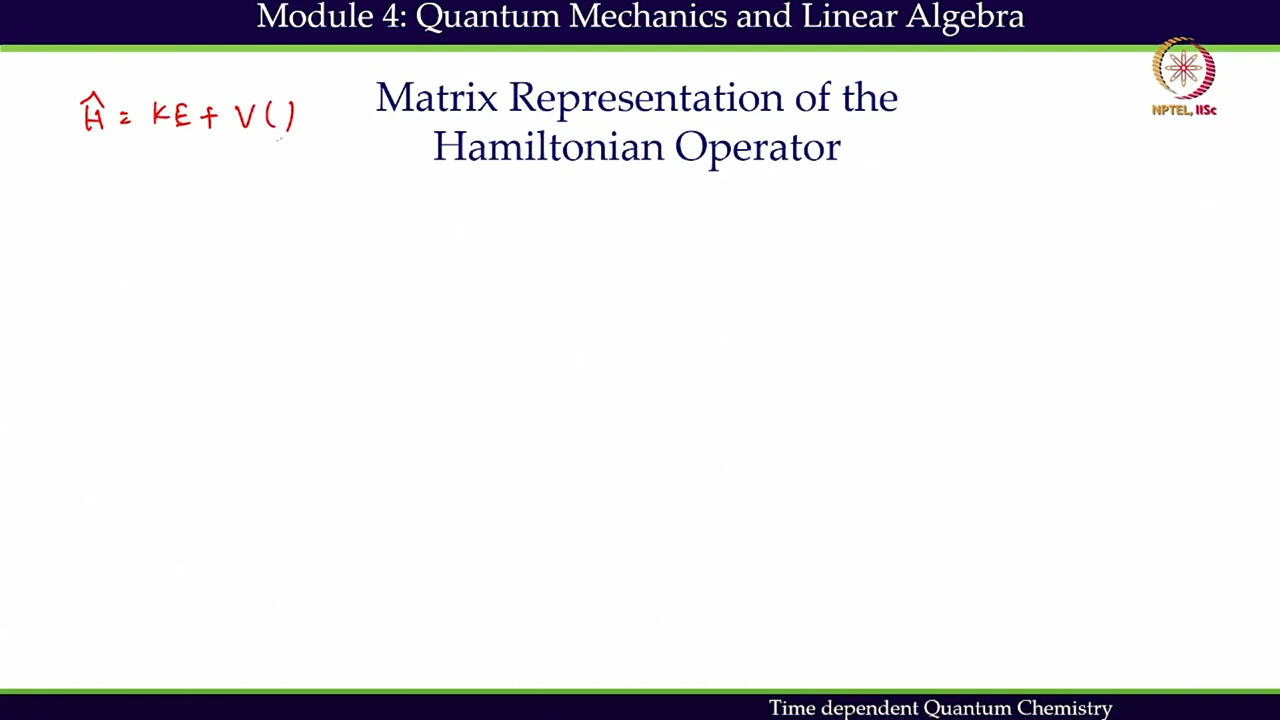 Module 4: Quantum Mechanics and Linear Algebra
Matrix Representation of the
Hamiltonian Operator
Ĥ = KE + V()
NPTEL, IISc
Time dependent Quantum Chemistry